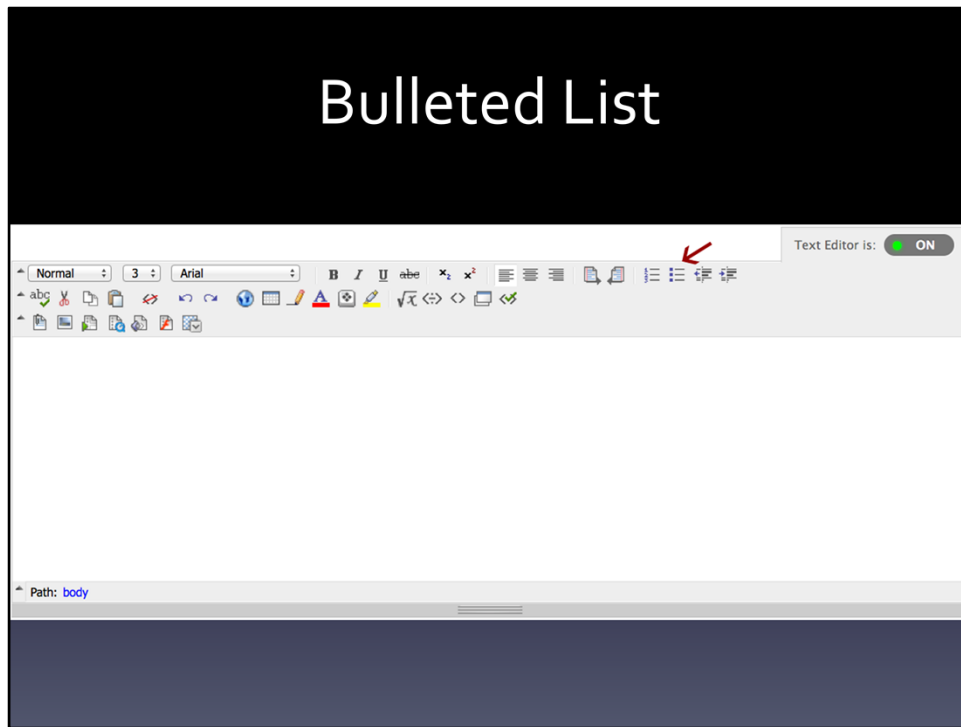 Bulleted List
Text Editor is: ON
Normal 3 Arial B I U abc x₂ x²
abc √x
Path: body